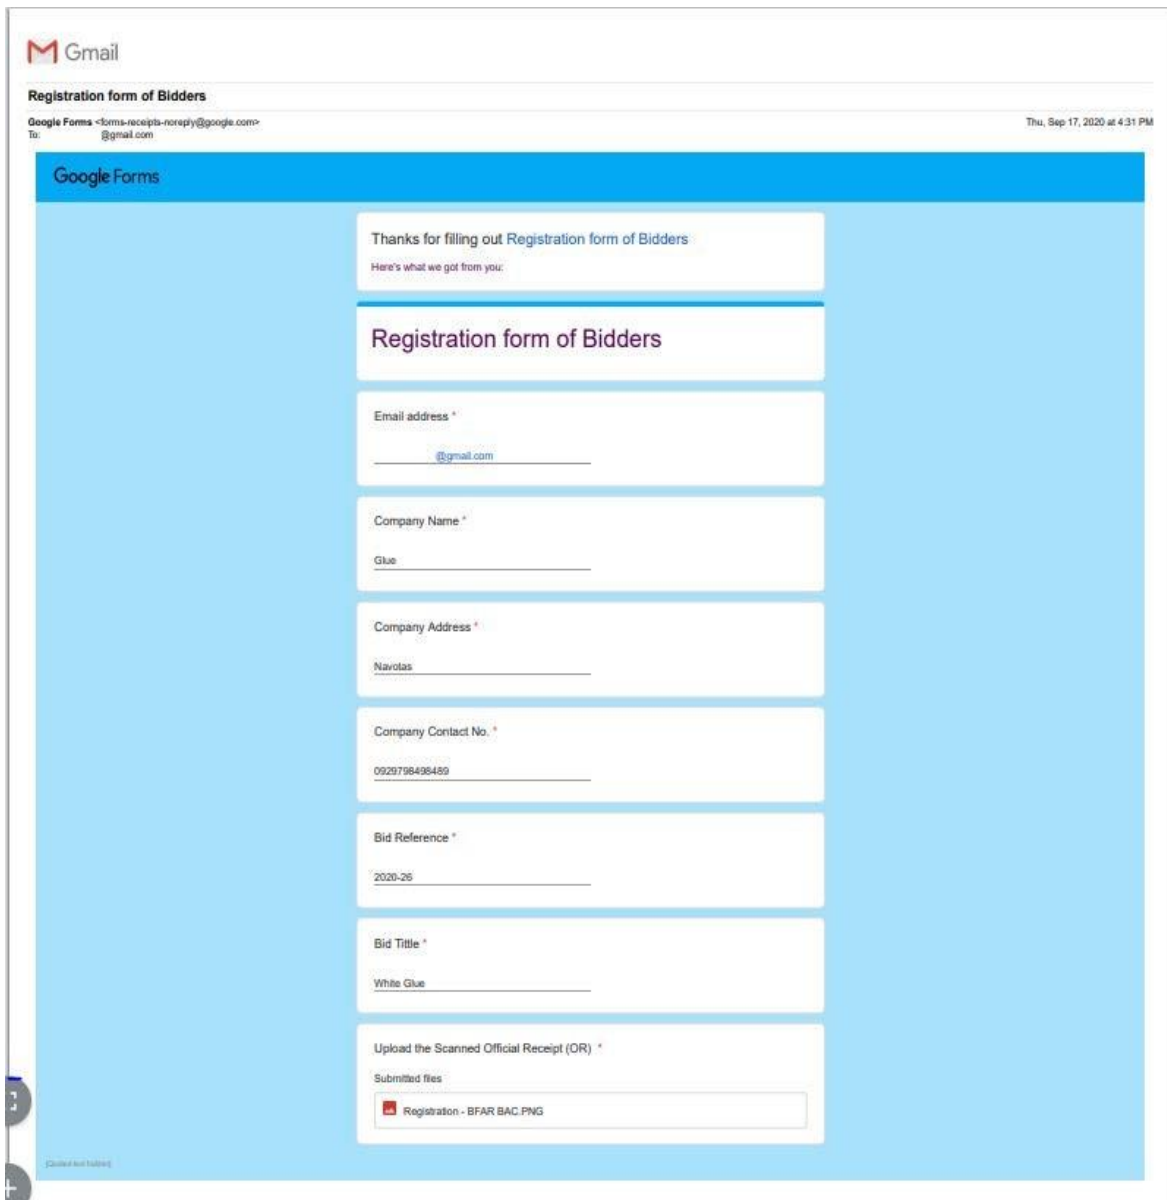 Gmail
Registration form of Bidders
Google Forms <forms-receipts-noreply@google.com>
Thu, Sep 17, 2020 at 4:31 PM
To: @gmail.com
Google Forms
Thanks for filling out Registration form of Bidders
Here's what we got from you:
Registration form of Bidders
Email address *
@gmail.com
Company Name *
Glue
Company Address *
Navotas
Company Contact No. *
0929798498489
Bid Reference *
2020-26
Bid Tittle *
White Glue
Upload the Scanned Official Receipt (OR) *
Submitted files
Registration - BFAR BAC.PNG
[Quoted text hidden]